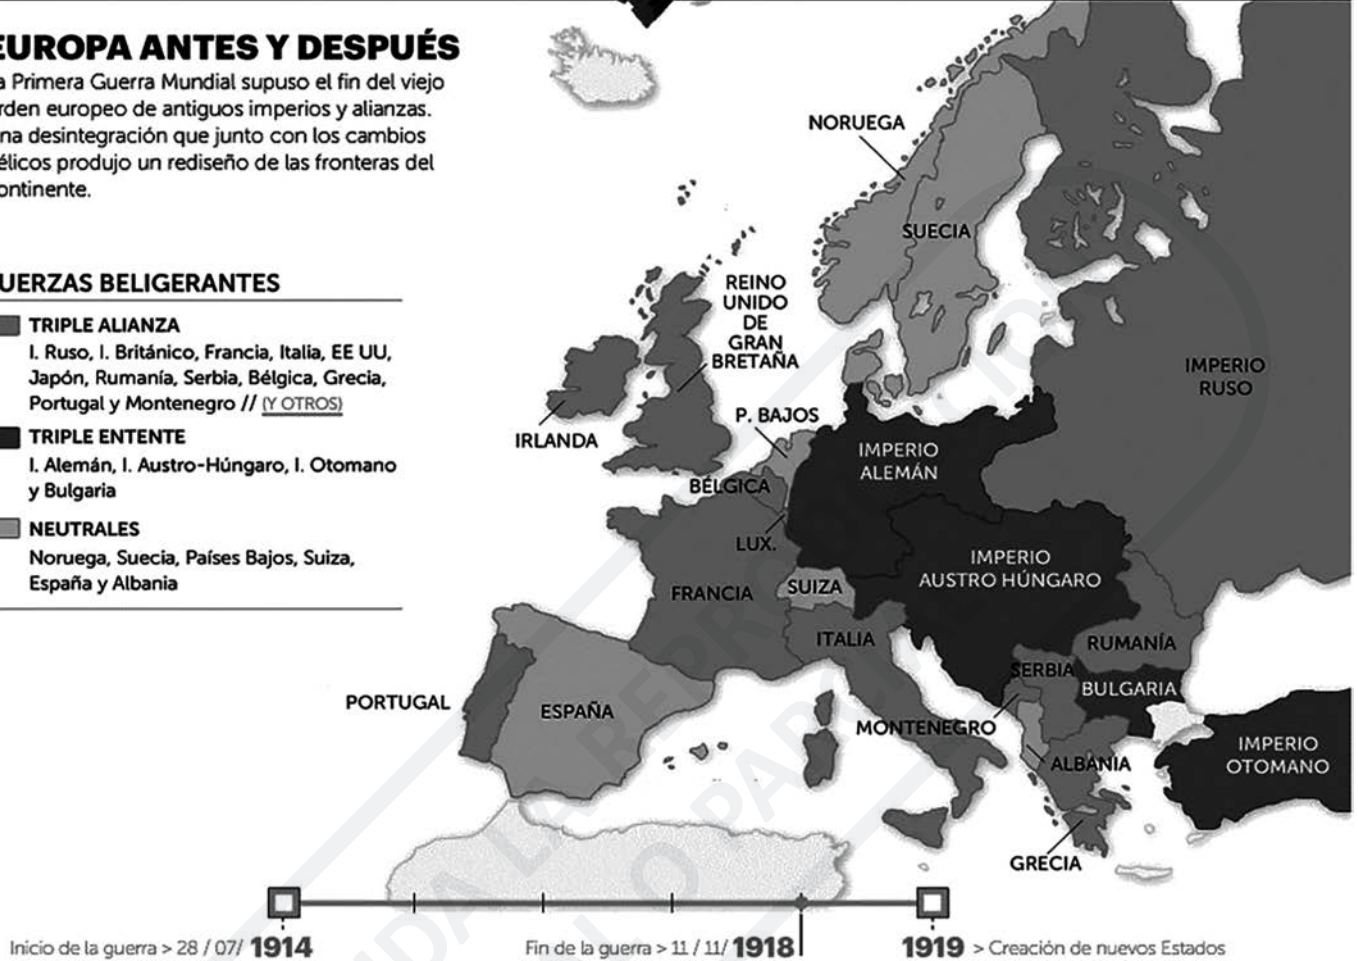 EUROPA ANTES Y DESPUÉS
a Primera Guerra Mundial supuso el fin del viejo
rden europeo de antiguos imperios y alianzas.
na desintegración que junto con los cambios
élicos produjo un rediseño de las fronteras del
ontinente.
UERZAS BELIGERANTES
TRIPLE ALIANZA
I. Ruso, I. Británico, Francia, Italia, EE UU,
Japón, Rumanía, Serbia, Bélgica, Grecia,
Portugal y Montenegro // (Y OTROS)
TRIPLE ENTENTE
I. Alemán, I. Austro-Húngaro, I. Otomano
y Bulgaria
NEUTRALES
Noruega, Suecia, Países Bajos, Suiza,
España y Albania
NORUEGA
SUECIA
REINO
UNIDO
DE
GRAN
BRETAÑA
IMPERIO
RUSO
P. BAJOS
IRLANDA
IMPERIO
ALEMÁN
BÉLGICA
LUX.
IMPERIO
AUSTRO HÚNGARO
FRANCIA
SUIZA
ITALIA
RUMANÍA
SERBIA
BULGARIA
PORTUGAL
ESPAÑA
MONTENEGRO
ALBANIA
IMPERIO
OTOMANO
GRECIA
Inicio de la guerra > 28 / 07/ 1914
Fin de la guerra > 11 / 11/ 1918
1919 > Creación de nuevos Estados